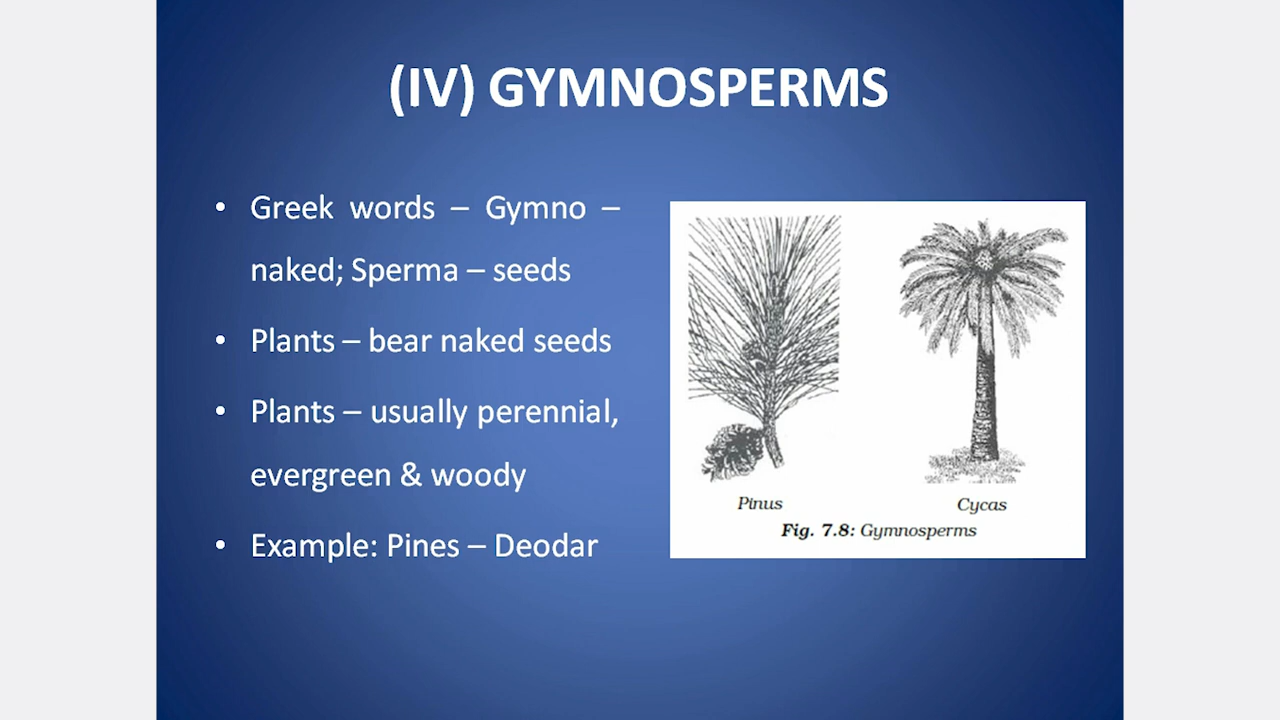 (IV) GYMNOSPERMS
• Greek words – Gymno –
naked; Sperma – seeds
• Plants – bear naked seeds
• Plants – usually perennial,
evergreen & woody
• Example: Pines – Deodar
Pinus Cycas
Fig. 7.8: Gymnosperms